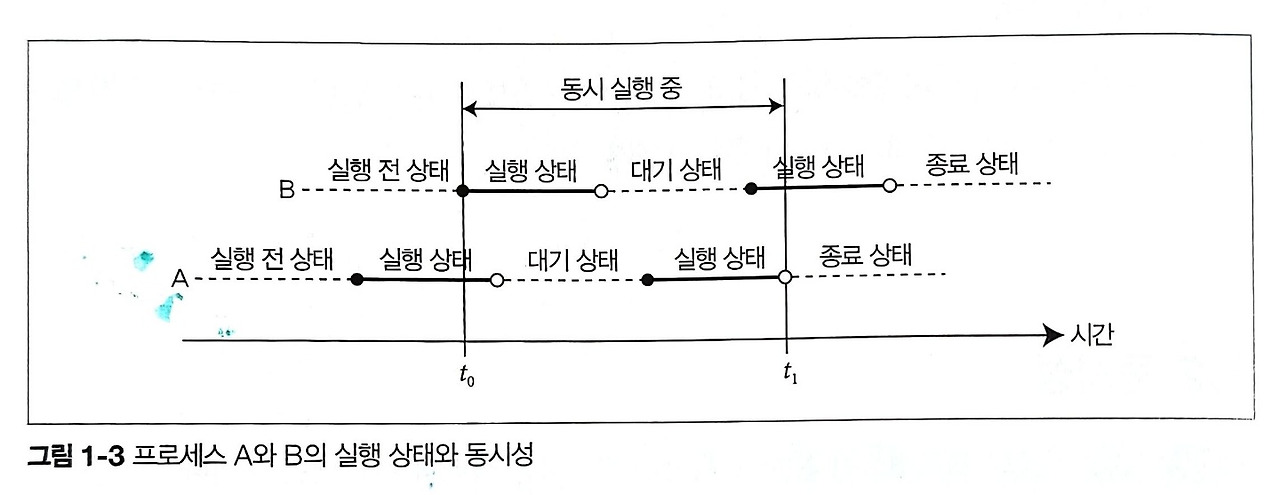 동시 실행 중
실행 전 상태 실행 상태 대기 상태 실행 상태 종료 상태
B
실행 전 상태 실행 상태 대기 상태 실행 상태 종료 상태
A
시간
t0 t1
그림 1-3 프로세스 A와 B의 실행 상태와 동시성